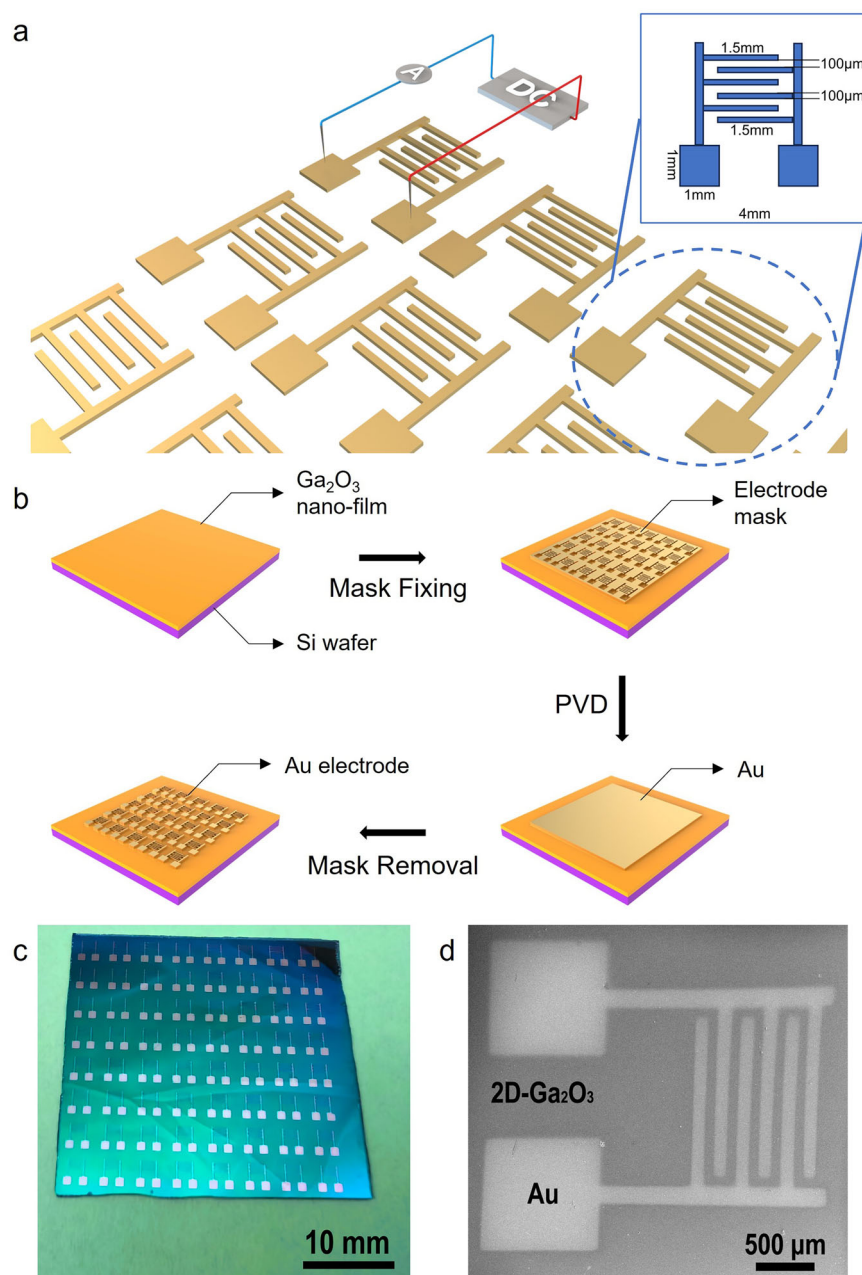 a
A
DC
1.5mm
100μm
100μm
1.5mm
1mm
1mm
4mm
b
Ga₂O₃
nano-film
Si wafer
Mask Fixing
Electrode
mask
PVD
Au
Mask Removal
Au electrode
c
10 mm
d
2D-Ga₂O₃
Au
500 μm